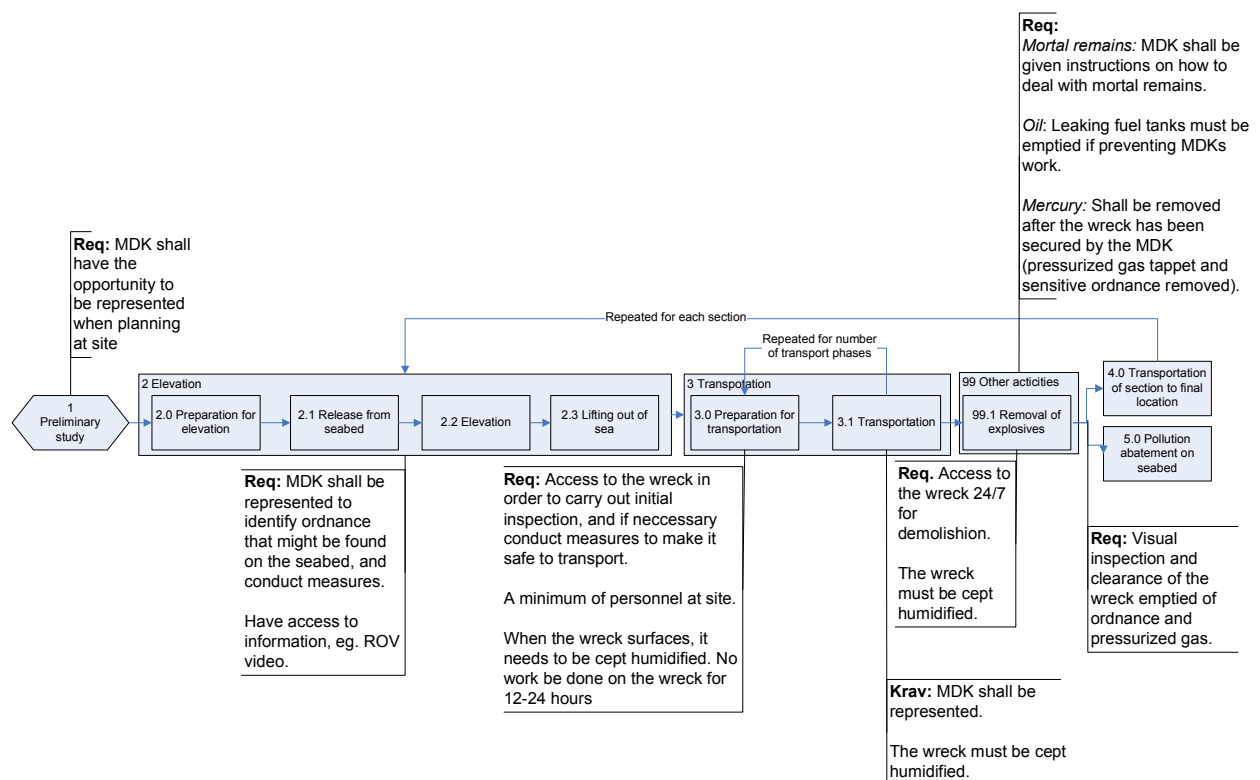 Req:
Mortal remains: MDK shall be
given instructions on how to
deal with mortal remains.
Oil: Leaking fuel tanks must be
emptied if preventing MDKs
work.
Mercury: Shall be removed
after the wreck has been
secured by the MDK
(pressurized gas tappet and
sensitive ordnance removed).
Req: MDK shall
have the
opportunity to
be represented
when planning
at site
Repeated for each section
Repeated for number
of transport phases
1
Preliminary
study
2 Elevation
2.0 Preparation for
elevation
2.1 Release from
seabed
2.2 Elevation
2.3 Lifting out of
sea
3 Transpotation
3.0 Preparation for
transportation
3.1 Transportation
99 Other acticities
99.1 Removal of
explosives
4.0 Transportation
of section to final
location
5.0 Pollution
abatement on
seabed
Req: MDK shall be
represented to
identify ordnance
that might be found
on the seabed, and
conduct measures.
Have access to
information, eg. ROV
video.
Req: Access to the wreck in
order to carry out initial
inspection, and if neccessary
conduct measures to make it
safe to transport.
A minimum of personnel at site.
When the wreck surfaces, it
needs to be cept humidified. No
work be done on the wreck for
12-24 hours
Req. Access to
the wreck 24/7
for
demolishion.
The wreck
must be cept
humidified.
Req: Visual
inspection and
clearance of the
wreck emptied of
ordnance and
pressurized gas.
Krav: MDK shall be
represented.
The wreck must be cept
humidified.